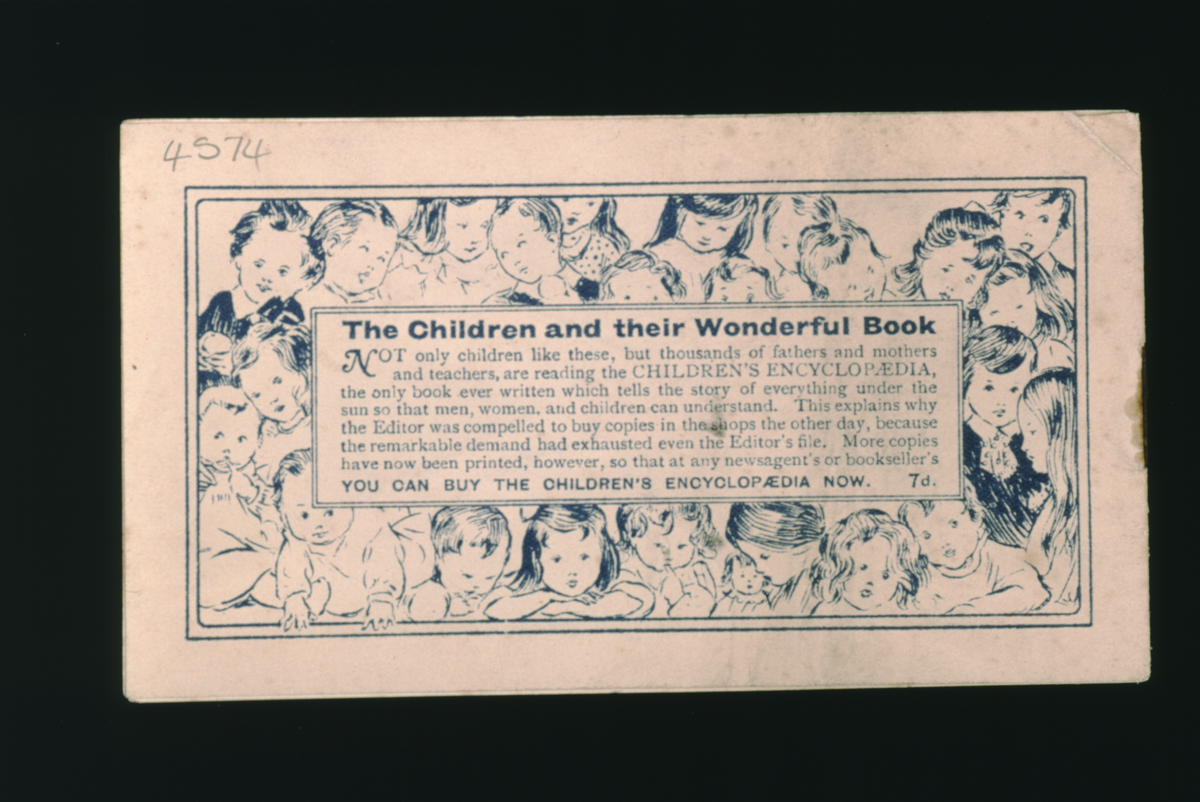 4574
The Children and their Wonderful Book
NOT only children like these, but thousands of fathers and mothers
and teachers, are reading the CHILDREN'S ENCYCLOPÆDIA,
the only book ever written which tells the story of everything under the
sun so that men, women, and children can understand. This explains why
the Editor was compelled to buy copies in the shops the other day, because
the remarkable demand had exhausted even the Editor's file. More copies
have now been printed, however, so that at any newsagent's or bookseller's
YOU CAN BUY THE CHILDREN'S ENCYCLOPÆDIA NOW. 7d.